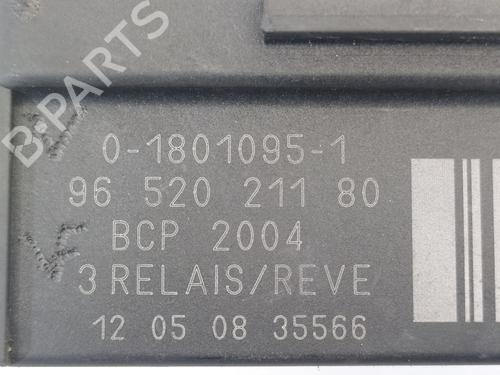 B-PARTS
0-1801095-1
96 520 211 80
BCP 2004
3 RELAIS/REVE
12 05 08 35566